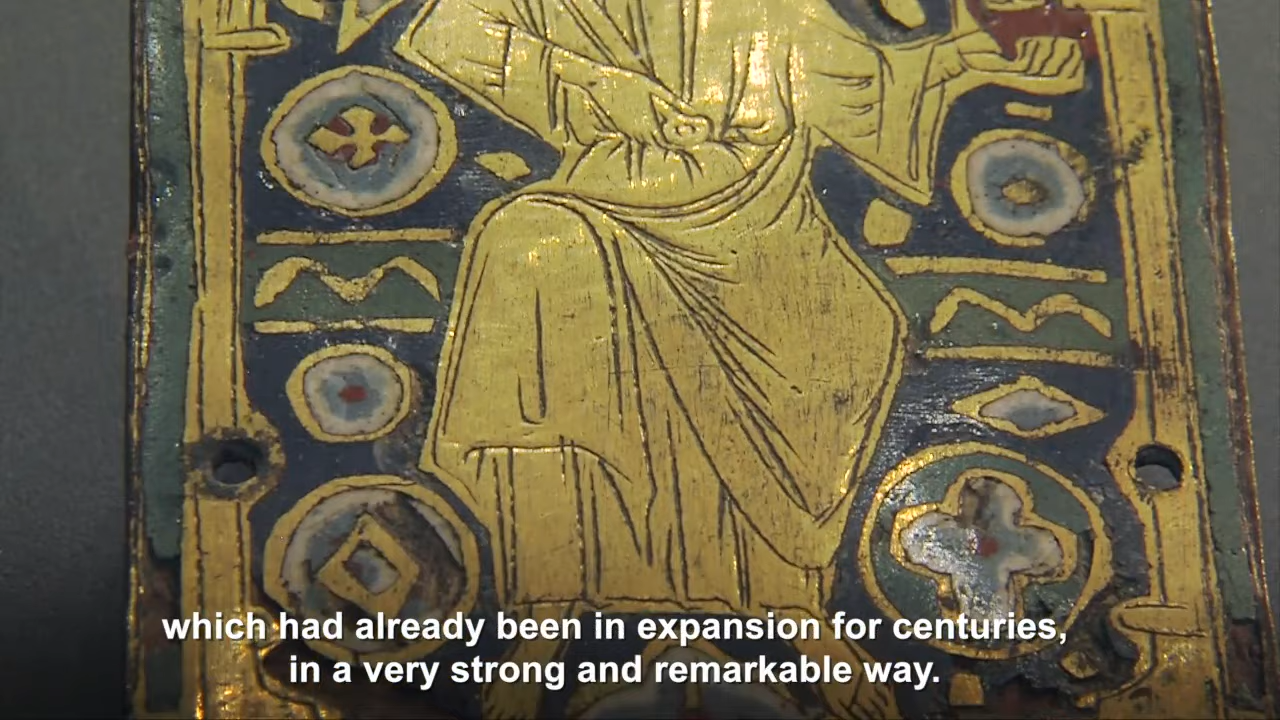 which had already been in expansion for centuries,
in a very strong and remarkable way.